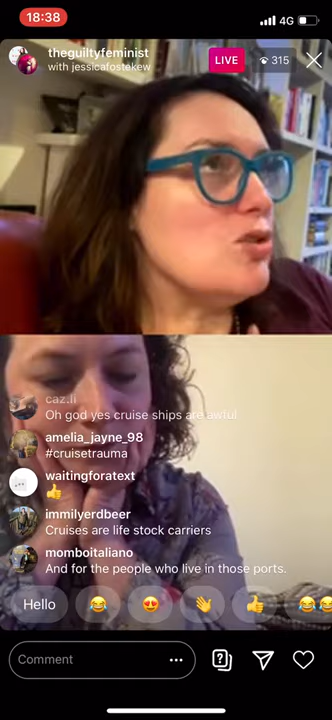 18:38
4G
theguiltyfeminist
with jessicafostekew
LIVE
315
caz.li
Oh god yes cruise ships are awful
amelia_jayne_98
#cruisetrauma
waitingforatext
👍
immilyerdbeer
Cruises are life stock carriers
momboitaliano
And for the people who live in those ports.
Hello 😂 😍 👋 👍 😂😂
Comment